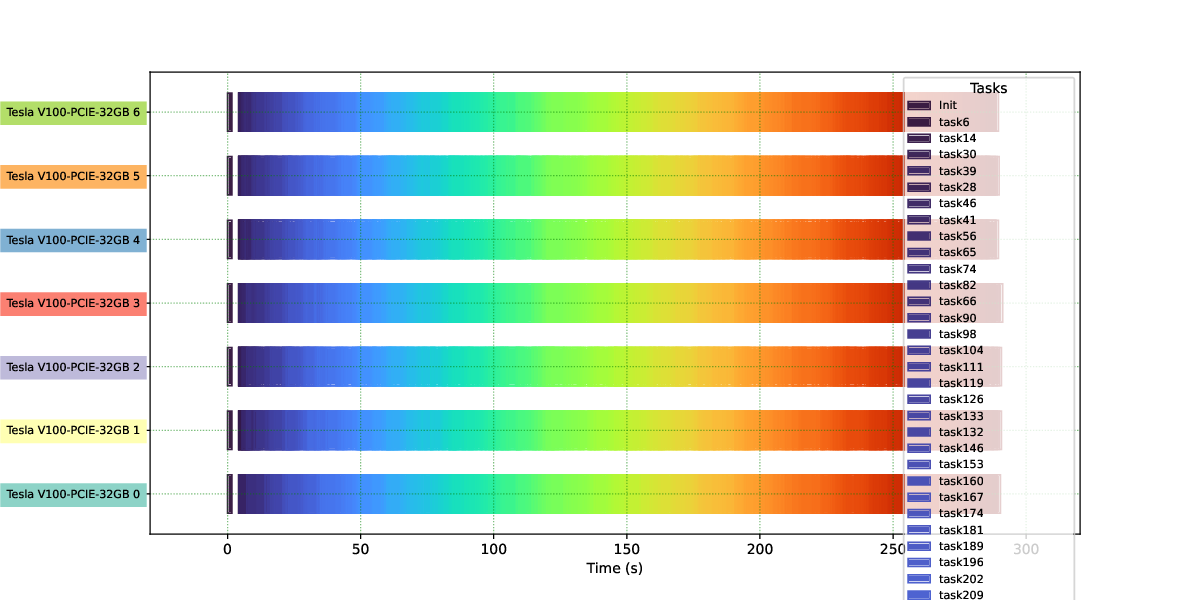 Tesla V100-PCIE-32GB 6
Tesla V100-PCIE-32GB 5
Tesla V100-PCIE-32GB 4
Tesla V100-PCIE-32GB 3
Tesla V100-PCIE-32GB 2
Tesla V100-PCIE-32GB 1
Tesla V100-PCIE-32GB 0
0
50
100
150
200
250
300
Time (s)
Tasks
Init
task6
task14
task30
task39
task28
task46
task41
task56
task65
task74
task82
task66
task90
task98
task104
task111
task119
task126
task133
task132
task146
task153
task160
task167
task174
task181
task189
task196
task202
task209